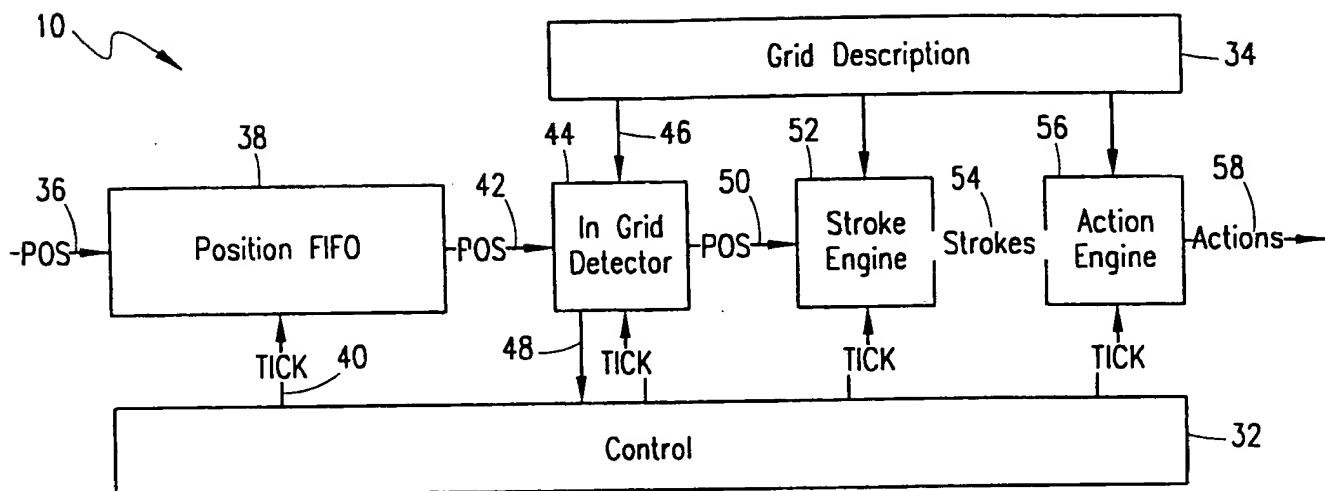 10
Grid Description
34
38
44
46
52
56
36
42
50
54
58
POS
Position FIFO
POS
In Grid
Detector
POS
Stroke
Engine
Strokes
Action
Engine
Actions
TICK
40
48
TICK
TICK
TICK
Control
32